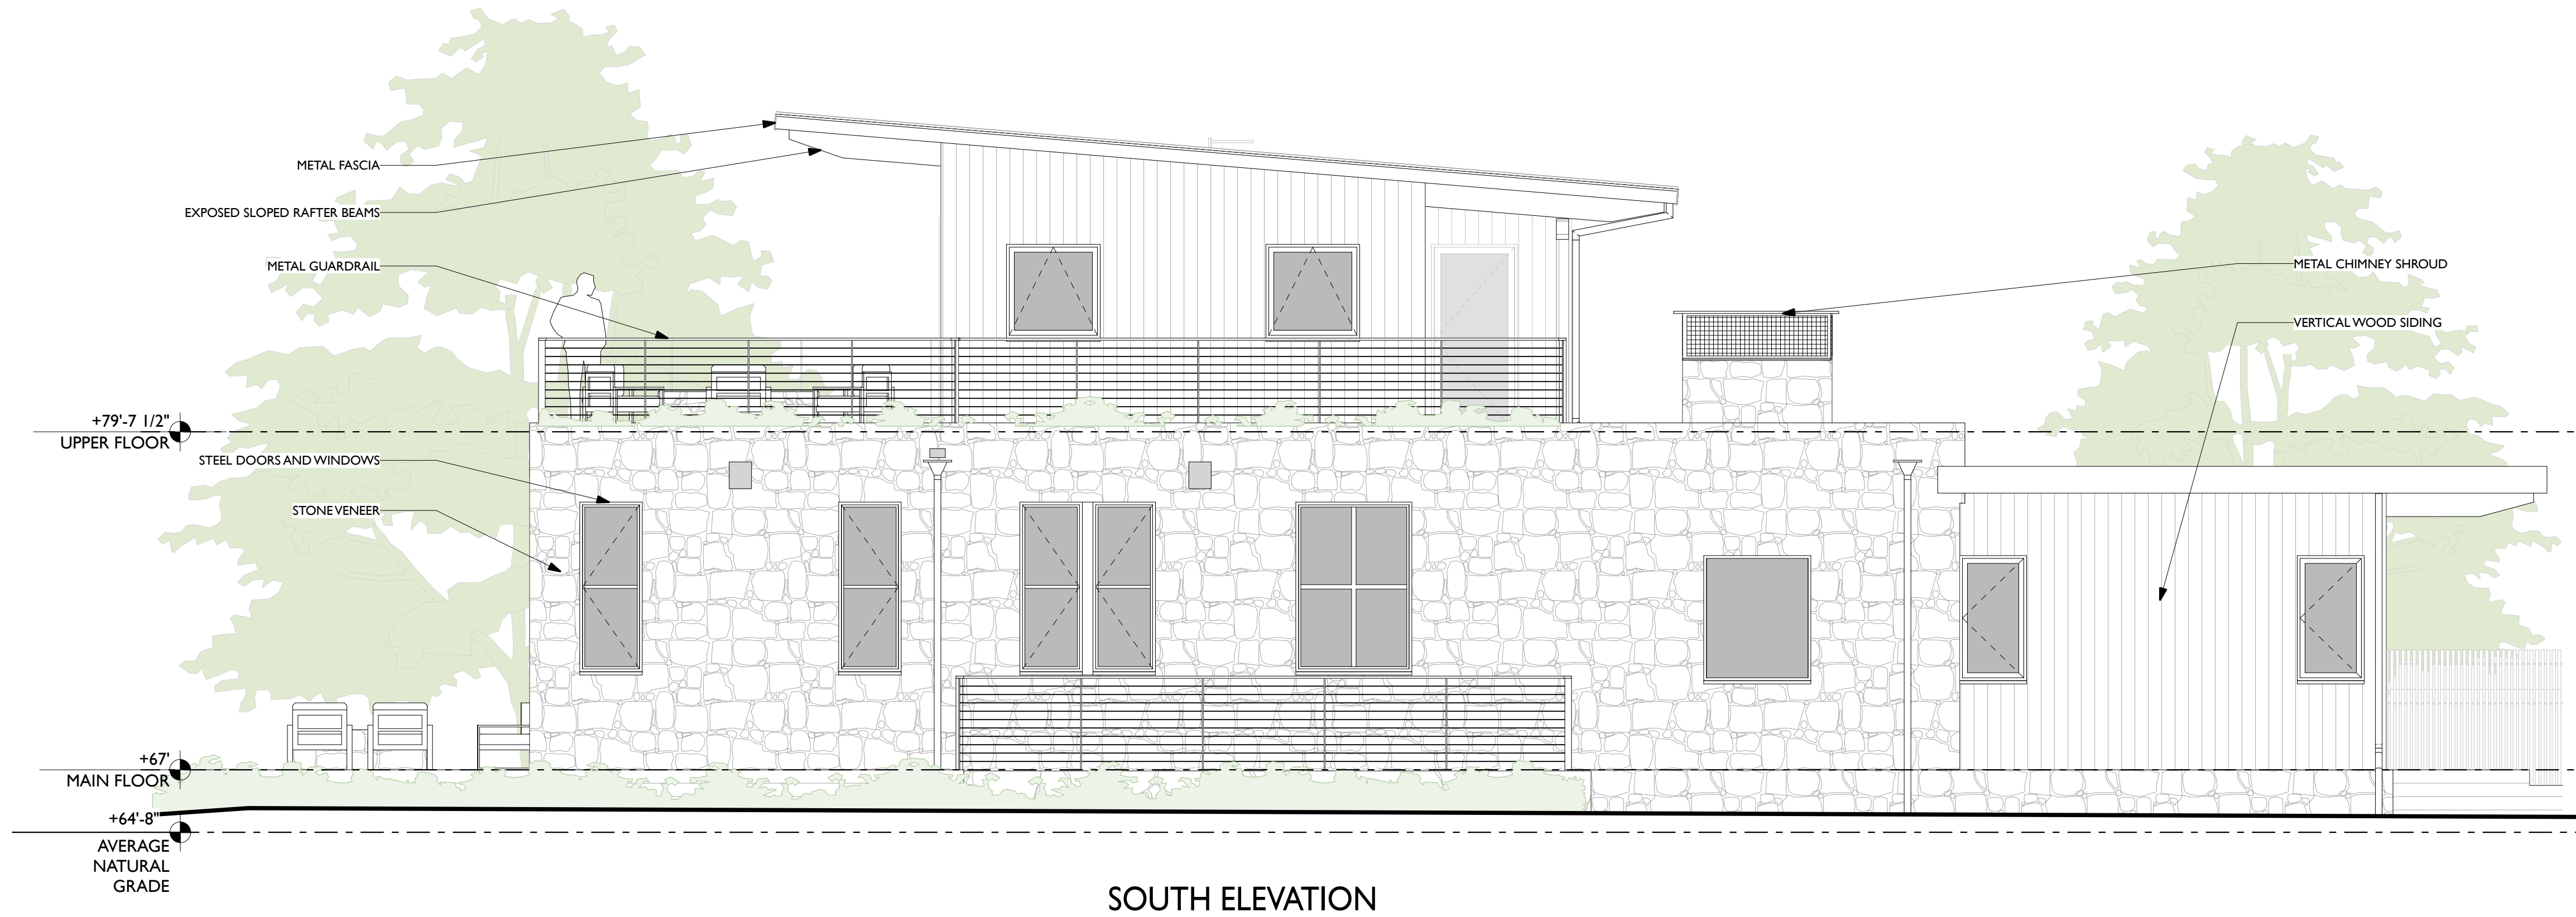 METAL FASCIA
EXPOSED SLOPED RAFTER BEAMS
METAL GUARDRAIL
METAL CHIMNEY SHROUD
VERTICAL WOOD SIDING
+79'-7 1/2"
UPPER FLOOR
STEEL DOORS AND WINDOWS
STONE VENEER
+67'
MAIN FLOOR
+64'-8"
AVERAGE
NATURAL
GRADE
SOUTH ELEVATION